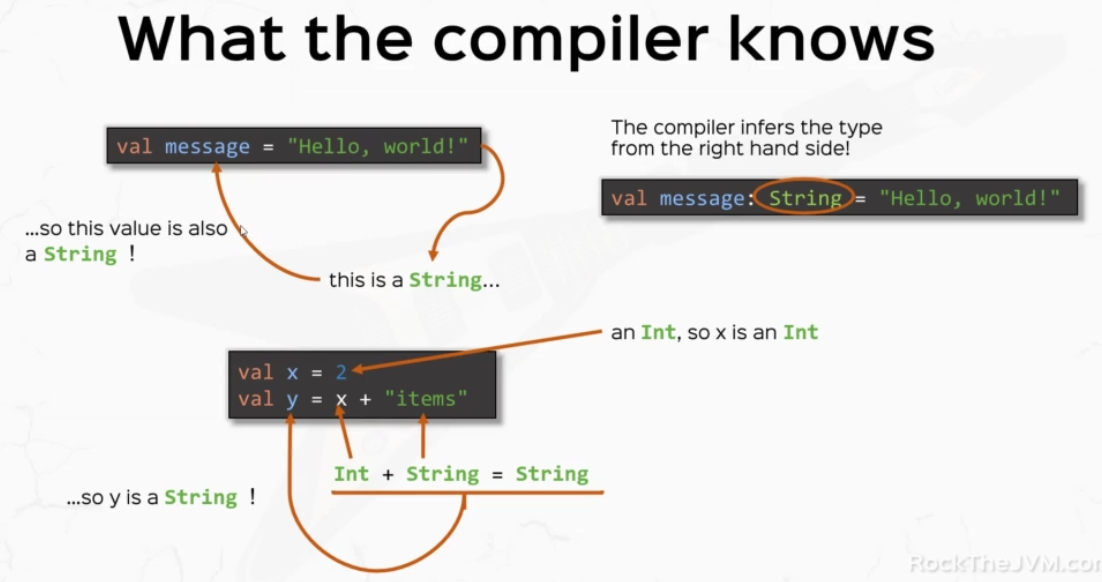 What the compiler knows
val message = "Hello, world!"
The compiler infers the type
from the right hand side!
val message: String = "Hello, world!"
...so this value is also
a String !
this is a String...
an Int, so x is an Int
val x = 2
val y = x + "items"
Int + String = String
...so y is a String !
RockTheJVM.com